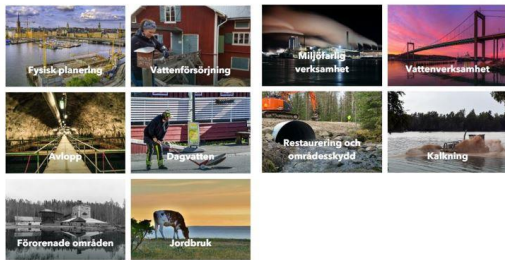 Fysisk planering
Vattenförsörjning
Miljöfarlig
verksamhet
Vattenverksamhet
Avlopp
Dagvatten
Restaurering och
områdesskydd
Kalkning
Förorenade områden
Jordbruk